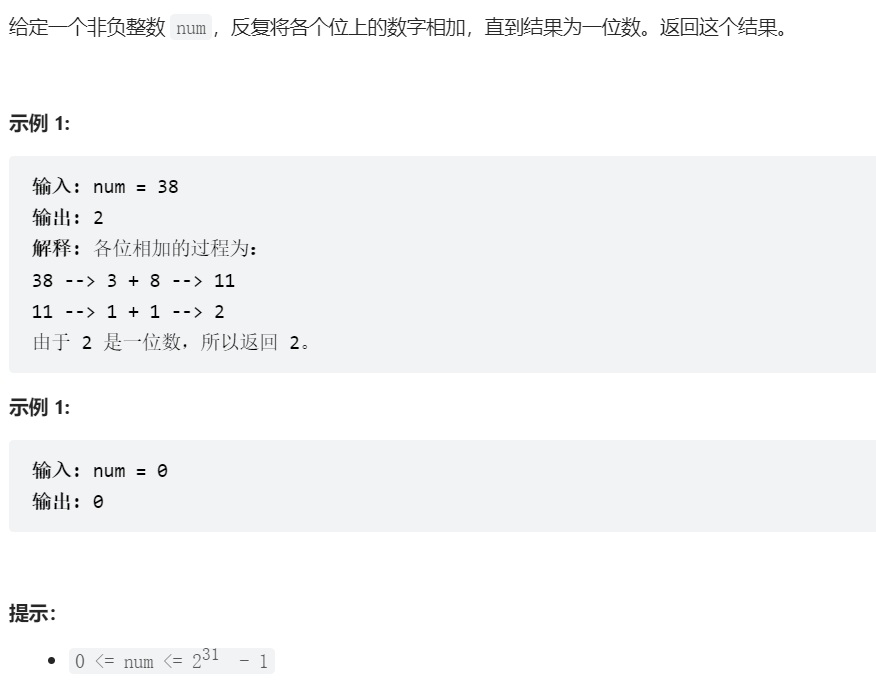 给定一个非负整数 num，反复将各个位上的数字相加，直到结果为一位数。返回这个结果。
示例 1:
输入: num = 38
输出: 2
解释: 各位相加的过程为:
38 --> 3 + 8 --> 11
11 --> 1 + 1 --> 2
由于 2 是一位数，所以返回 2。
示例 1:
输入: num = 0
输出: 0
提示:
• 0 <= num <= 2³¹ - 1